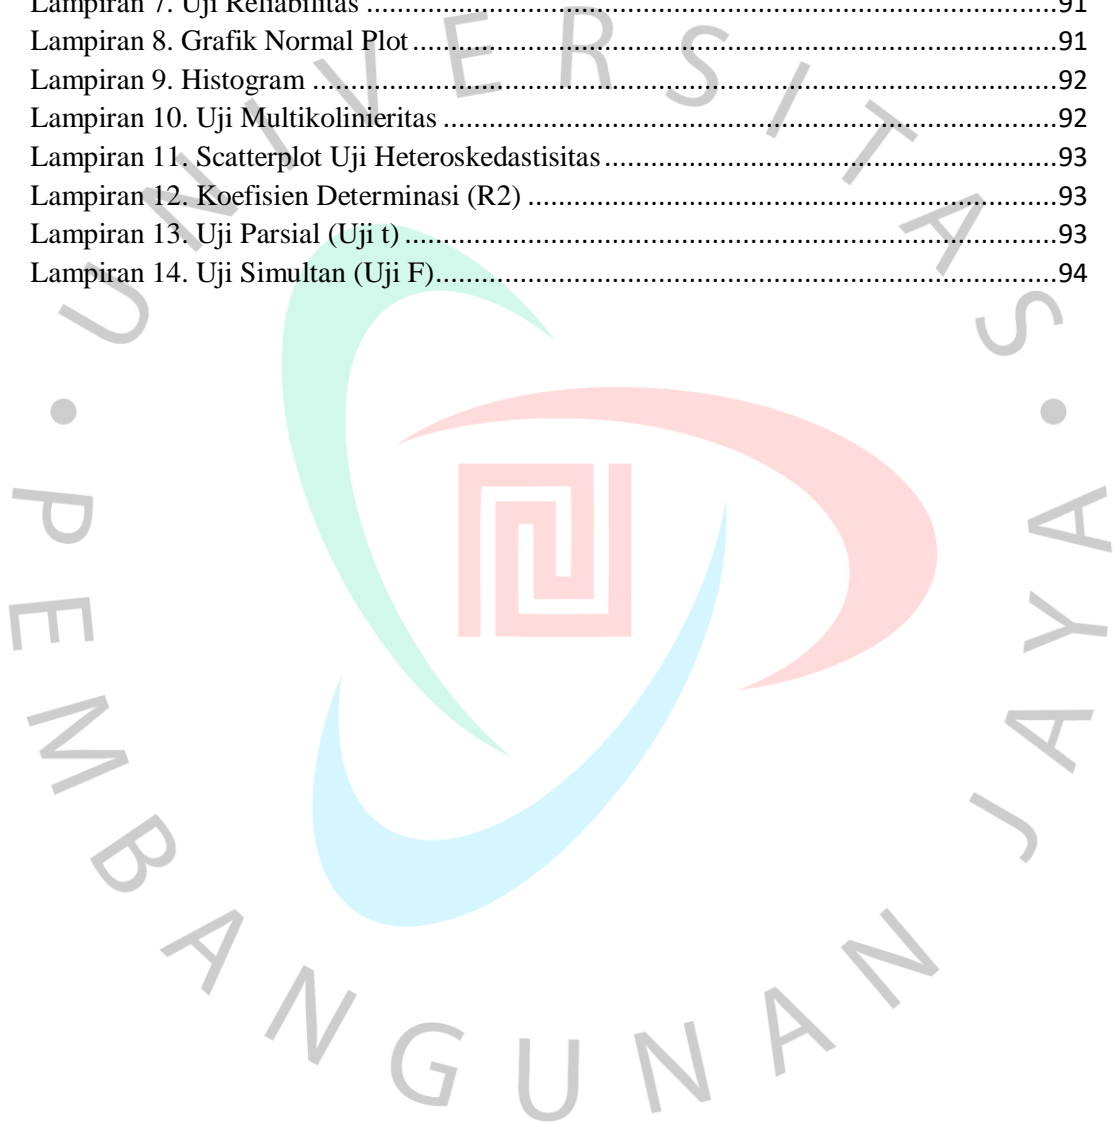 Lampiran 7. Uji Reliabilitas ........................................................................................... 91
Lampiran 8. Grafik Normal Plot ..................................................................................... 91
Lampiran 9. Histogram ................................................................................................... 92
Lampiran 10. Uji Multikolinieritas ................................................................................. 92
Lampiran 11. Scatterplot Uji Heteroskedastisitas ............................................................ 93
Lampiran 12. Koefisien Determinasi (R2) ...................................................................... 93
Lampiran 13. Uji Parsial (Uji t) ...................................................................................... 93
Lampiran 14. Uji Simultan (Uji F) .................................................................................. 94
UNIVERSITAS
• PEMBANGUNAN JAYA •